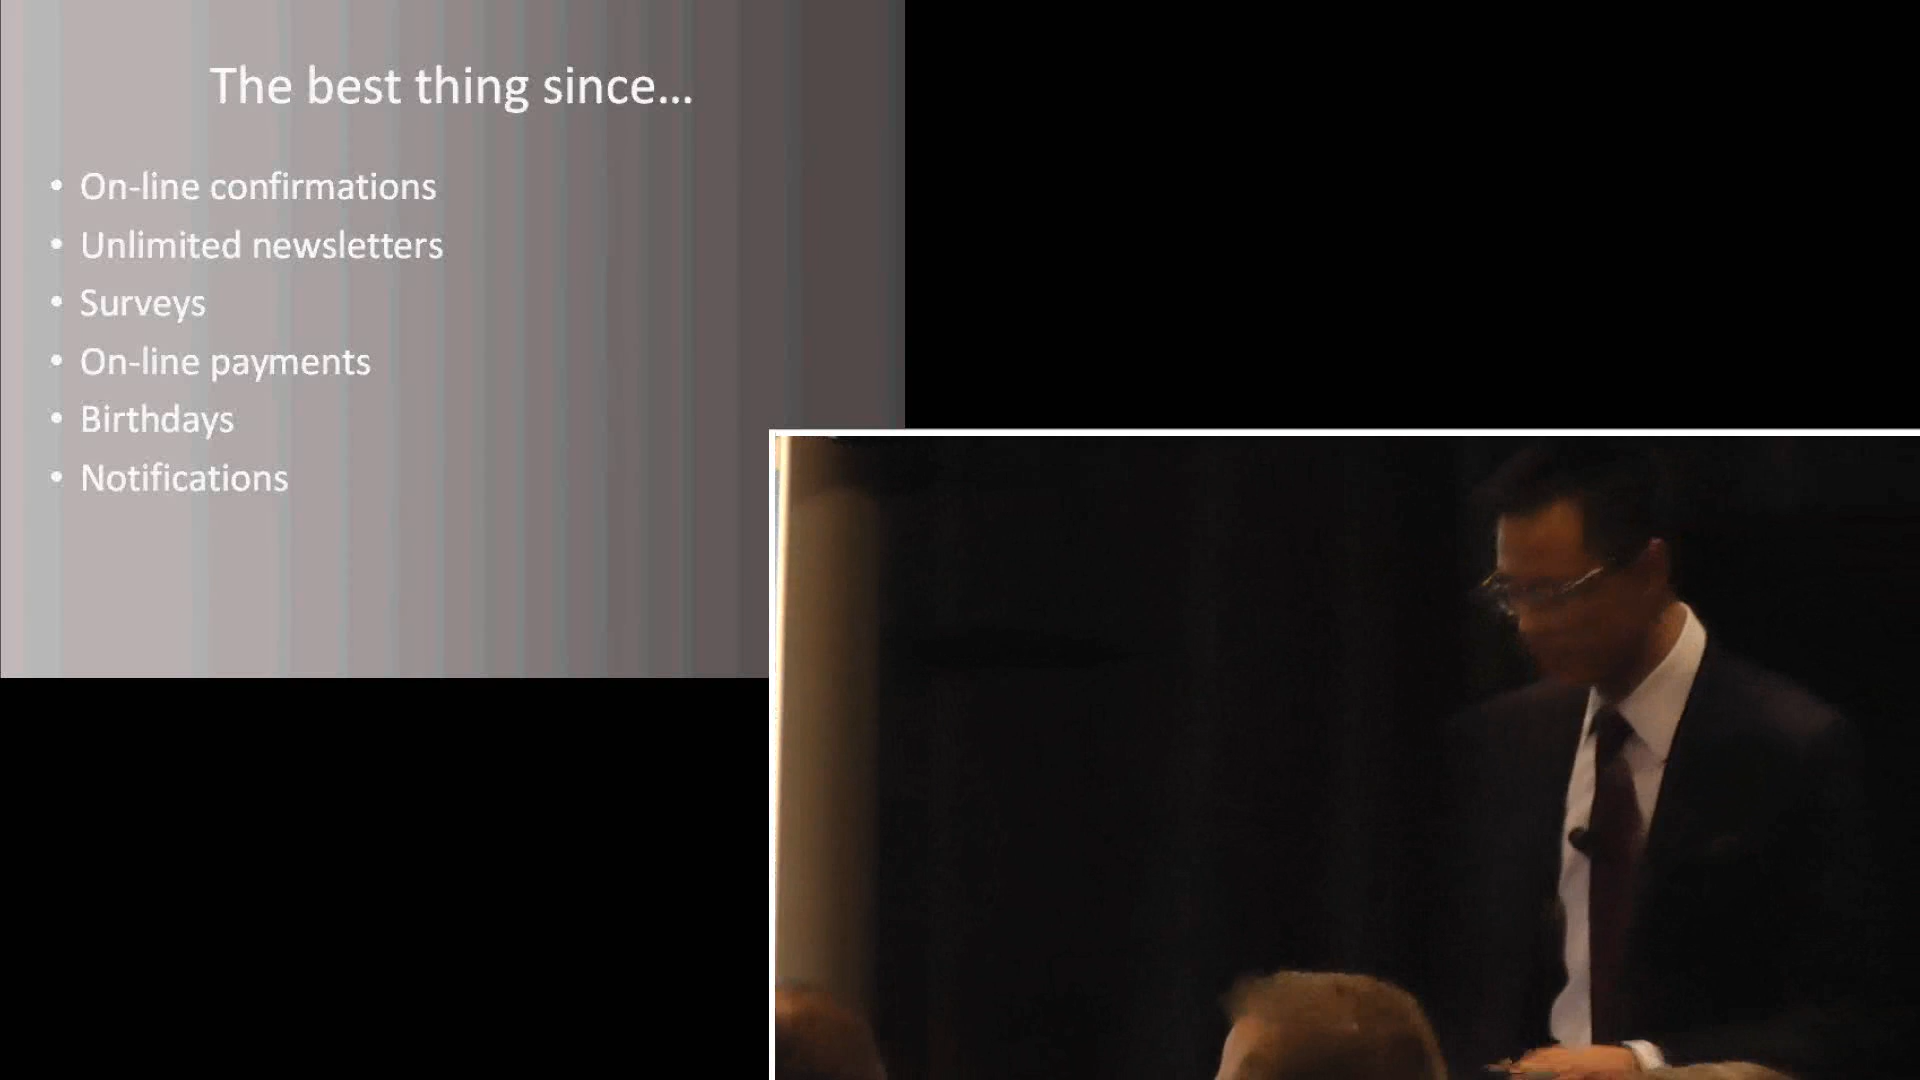 The best thing since...
• On-line confirmations
• Unlimited newsletters
• Surveys
• On-line payments
• Birthdays
• Notifications